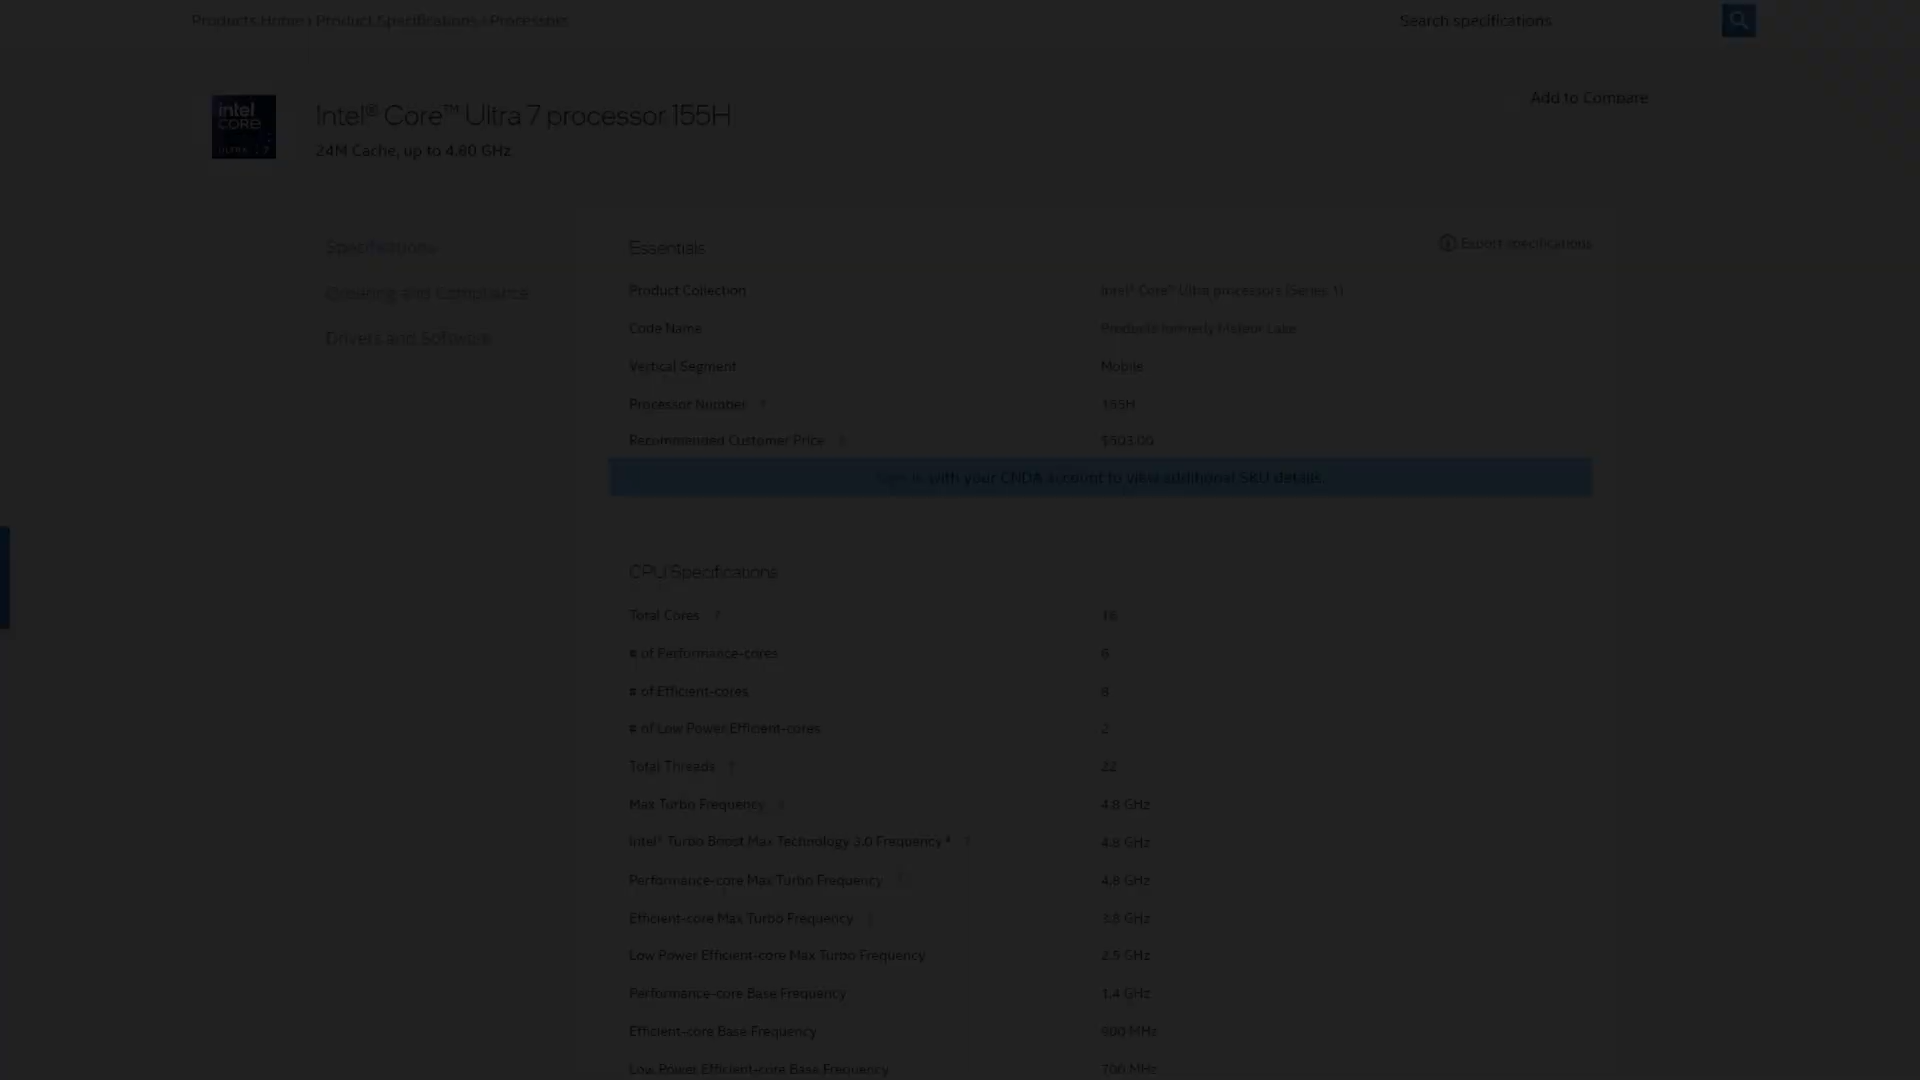 Products Home › Product Specifications › Processors
Search specifications
intel
CORE
ULTRA 7
Intel® Core™ Ultra 7 processor 155H
Add to Compare
24M Cache, up to 4.80 GHz
Specifications
Ordering and Compliance
Drivers and Software
Essentials
Export specifications
Product Collection
Intel® Core™ Ultra processors (Series 1)
Code Name
Products formerly Meteor Lake
Vertical Segment
Mobile
Processor Number ?
155H
Recommended Customer Price ?
$503.00
Sign in with your CNDA account to view additional SKU details.
CPU Specifications
Total Cores ?
16
# of Performance-cores
6
# of Efficient-cores
8
# of Low Power Efficient-cores
2
Total Threads ?
22
Max Turbo Frequency ?
4.8 GHz
Intel® Turbo Boost Max Technology 3.0 Frequency ‡ ?
4.8 GHz
Performance-core Max Turbo Frequency ?
4.8 GHz
Efficient-core Max Turbo Frequency ?
3.8 GHz
Low Power Efficient-core Max Turbo Frequency
2.5 GHz
Performance-core Base Frequency
1.4 GHz
Efficient-core Base Frequency
900 MHz
Low Power Efficient-core Base Frequency
700 MHz